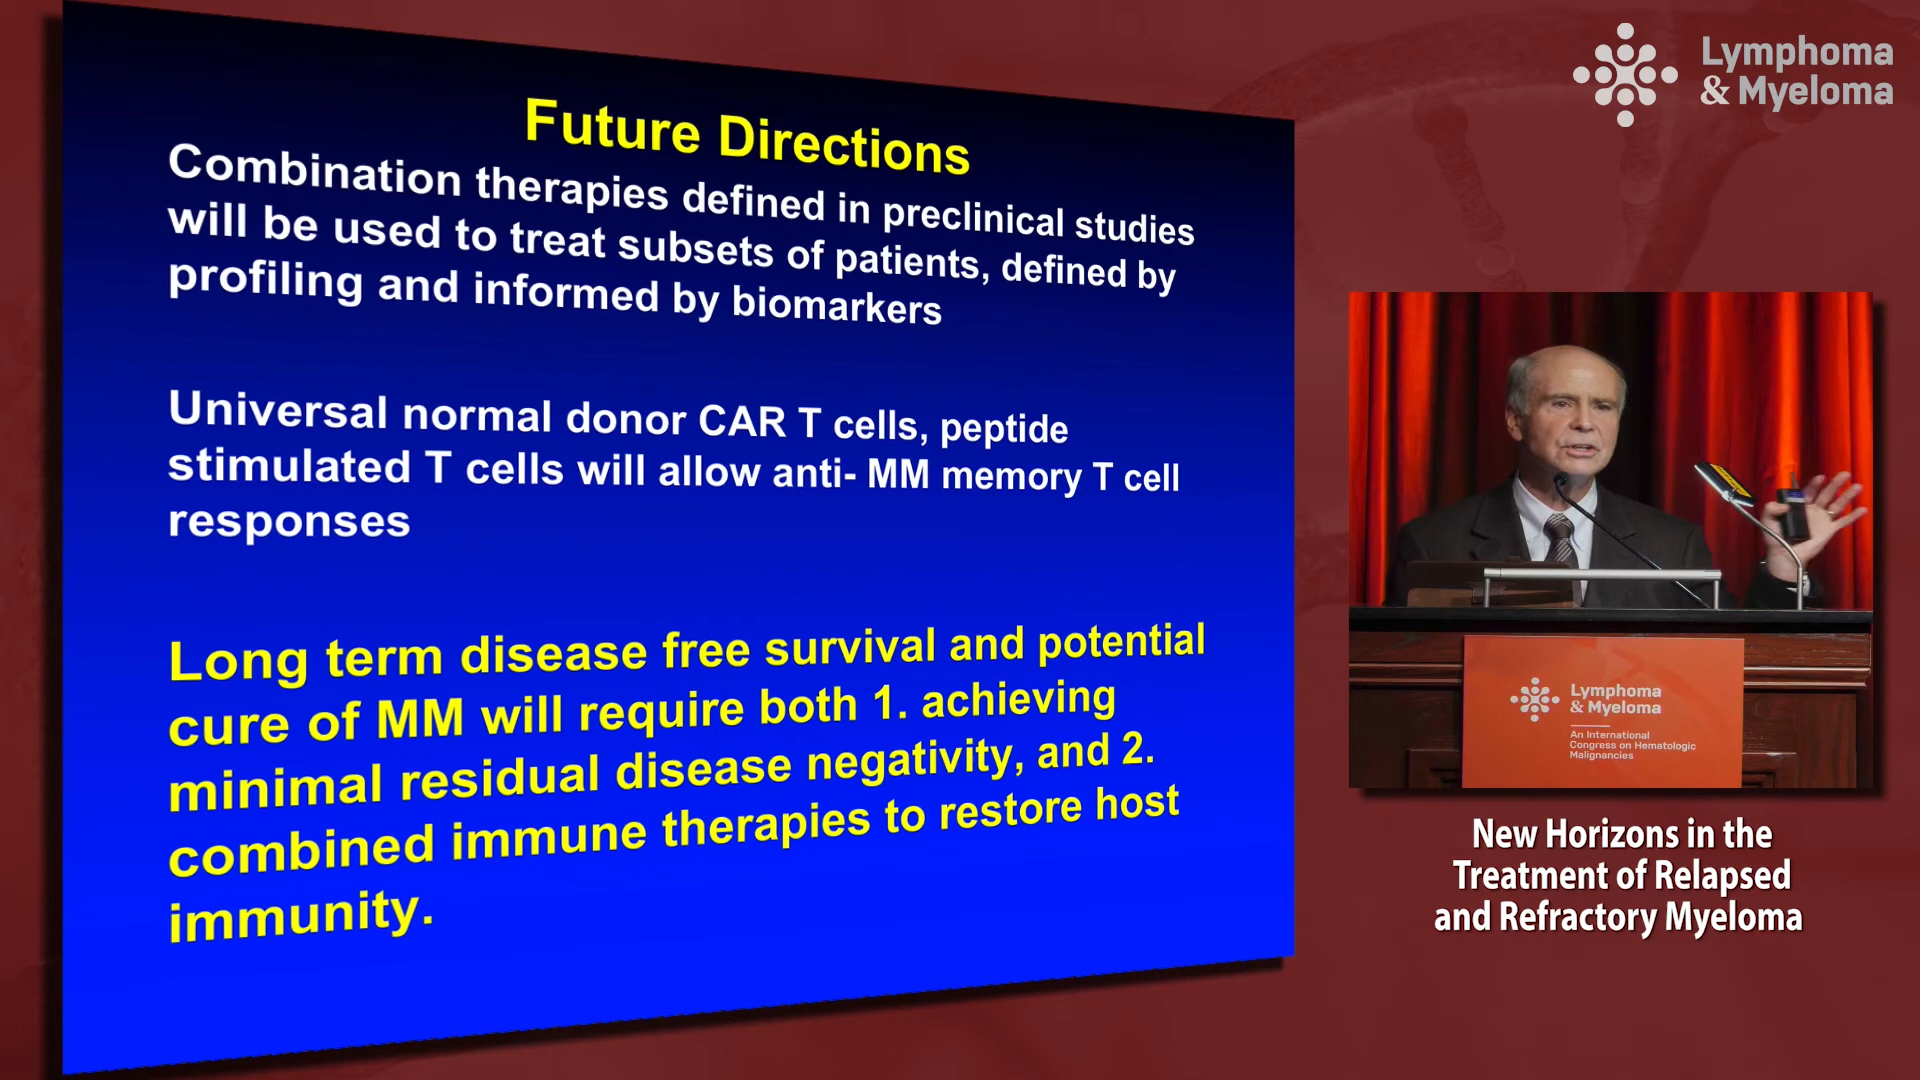 Future Directions
Combination therapies defined in preclinical studies
will be used to treat subsets of patients, defined by
profiling and informed by biomarkers
Universal normal donor CAR T cells, peptide
stimulated T cells will allow anti- MM memory T cell
responses
Long term disease free survival and potential
cure of MM will require both 1. achieving
minimal residual disease negativity, and 2.
combined immune therapies to restore host
immunity.
Lymphoma
& Myeloma
Lymphoma
& Myeloma
An International
Congress on Hematologic
Malignancies
New Horizons in the
Treatment of Relapsed
and Refractory Myeloma